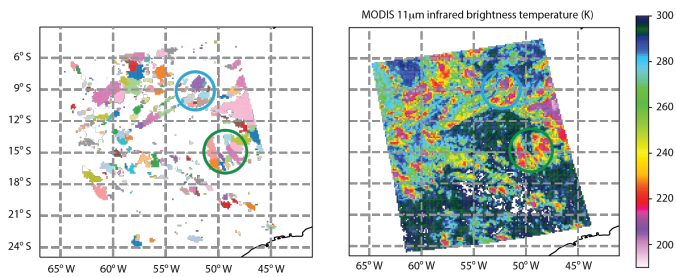 MODIS 11μm infrared brightness temperature (K)
6° S
9° S
12° S
15° S
18° S
21° S
24° S
65°W 60°W 55°W 50°W 45°W
65°W 60°W 55°W 50°W 45°W
300
280
260
240
220
200